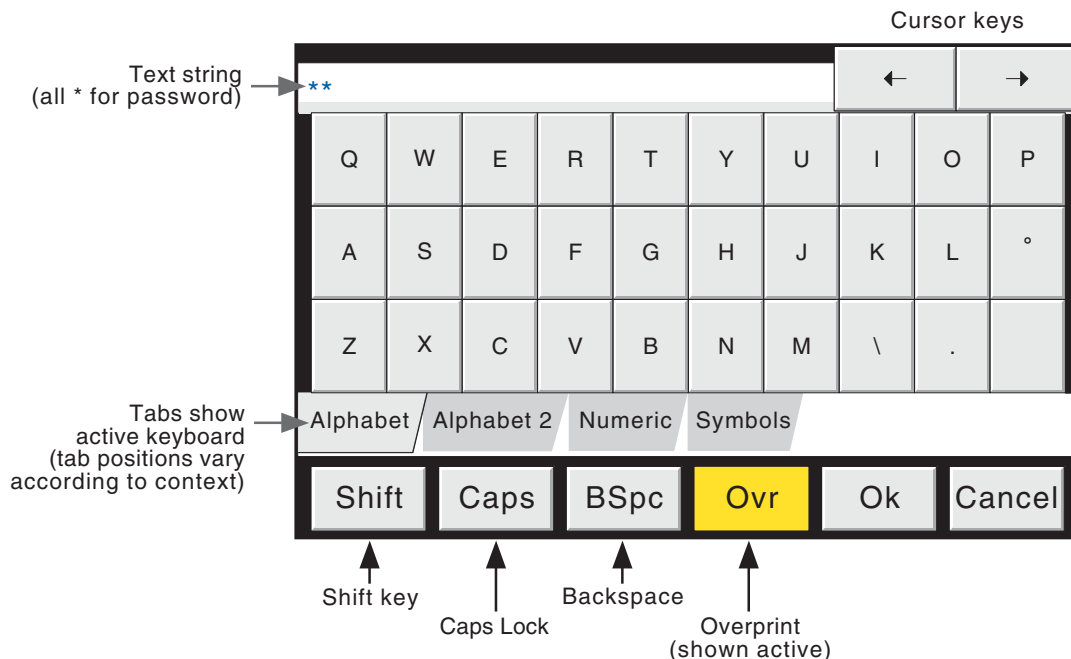 Cursor keys
Text string
(all * for password)
**
← →
Q W E R T Y U I O P
A S D F G H J K L °
Z X C V B N M \ .
Tabs show
active keyboard
(tab positions vary
according to context)
Alphabet Alphabet 2 Numeric Symbols
Shift Caps BSpc Ovr Ok Cancel
Shift key
Caps Lock
Backspace
Overprint
(shown active)